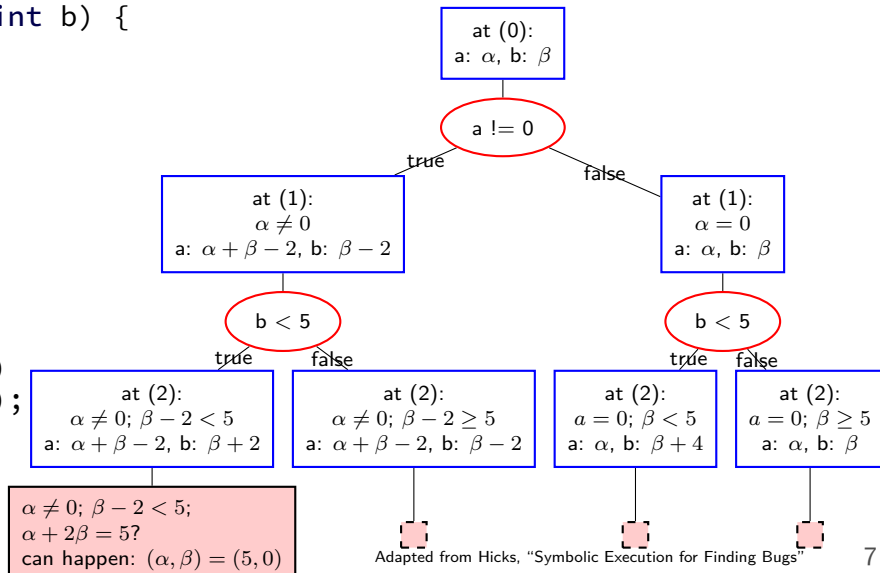 int b) {
at (0):
a: α, b: β
a != 0
true
false
at (1):
α ≠ 0
a: α + β − 2, b: β − 2
at (1):
α = 0
a: α, b: β
b < 5
b < 5
true
false
true
false
)
);
at (2):
α ≠ 0; β − 2 < 5
a: α + β − 2, b: β + 2
at (2):
α ≠ 0; β − 2 ≥ 5
a: α + β − 2, b: β − 2
at (2):
a = 0; β < 5
a: α, b: β + 4
at (2):
a = 0; β ≥ 5
a: α, b: β
α ≠ 0; β − 2 < 5;
α + 2β = 5?
can happen: (α, β) = (5, 0)
Adapted from Hicks, “Symbolic Execution for Finding Bugs”
7